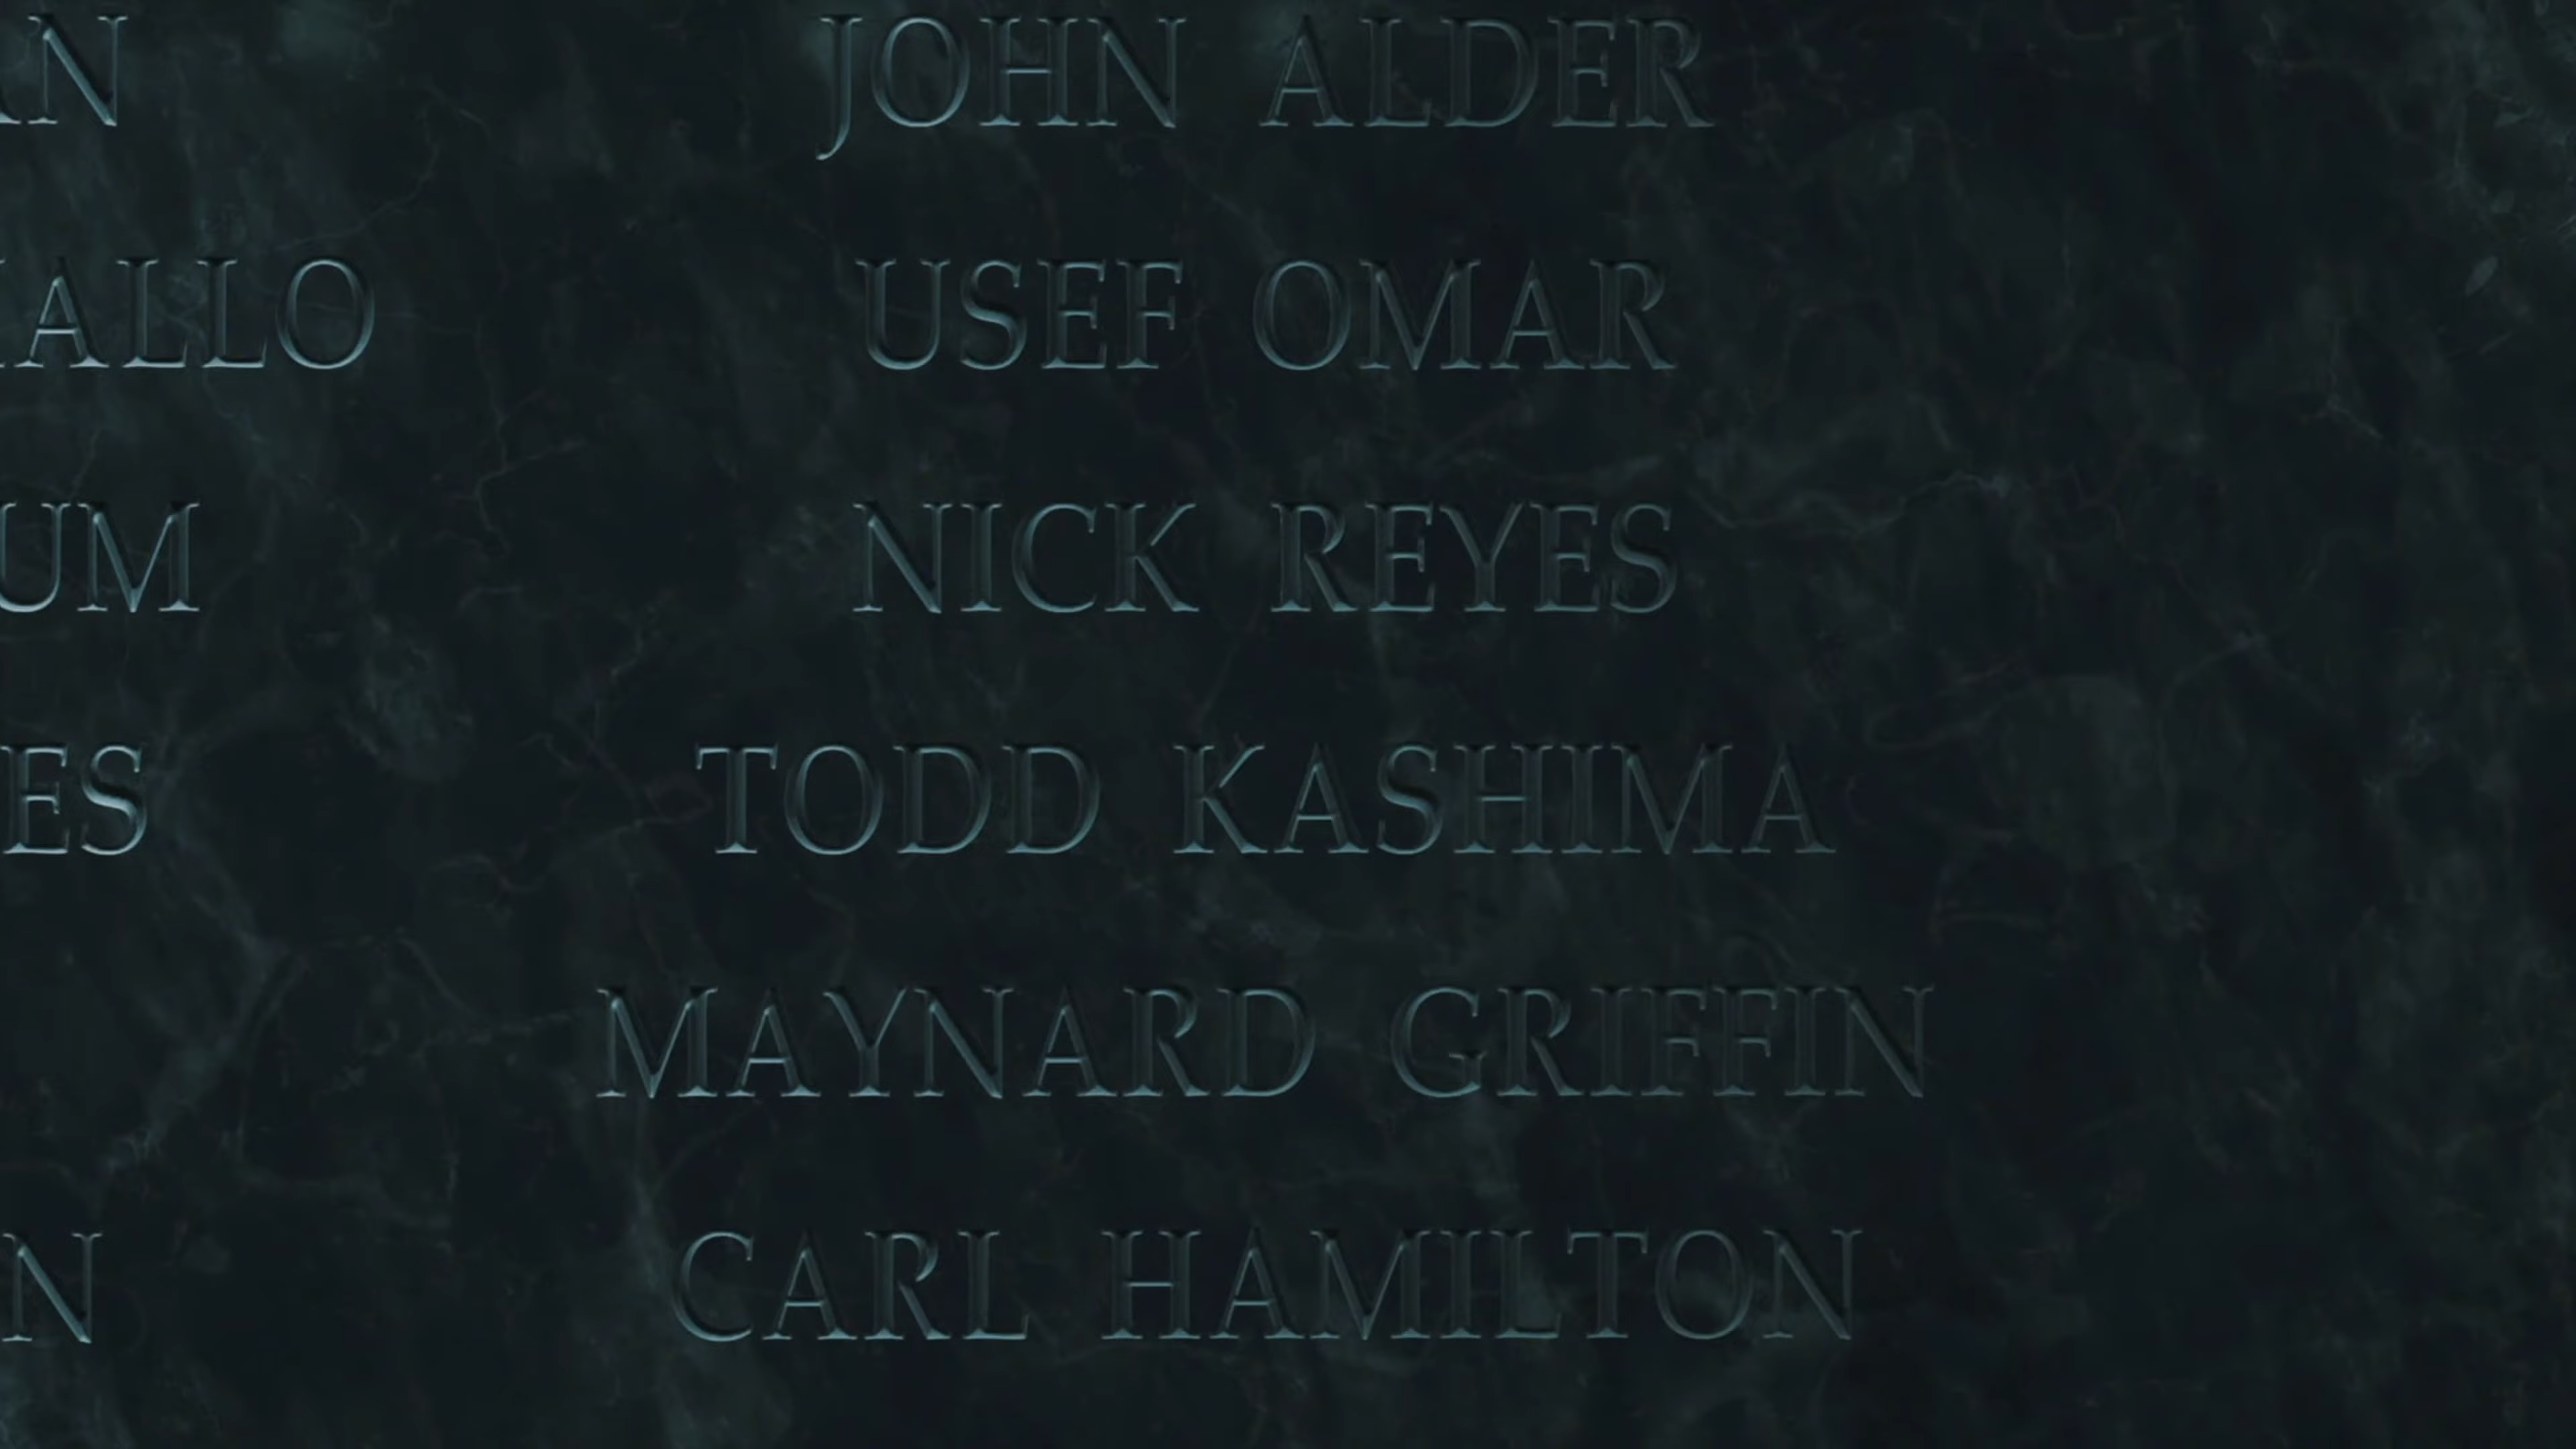 JOHN ALDER
USEF OMAR
NICK REYES
TODD KASHIMA
MAYNARD GRIFFIN
CARL HAMILTON